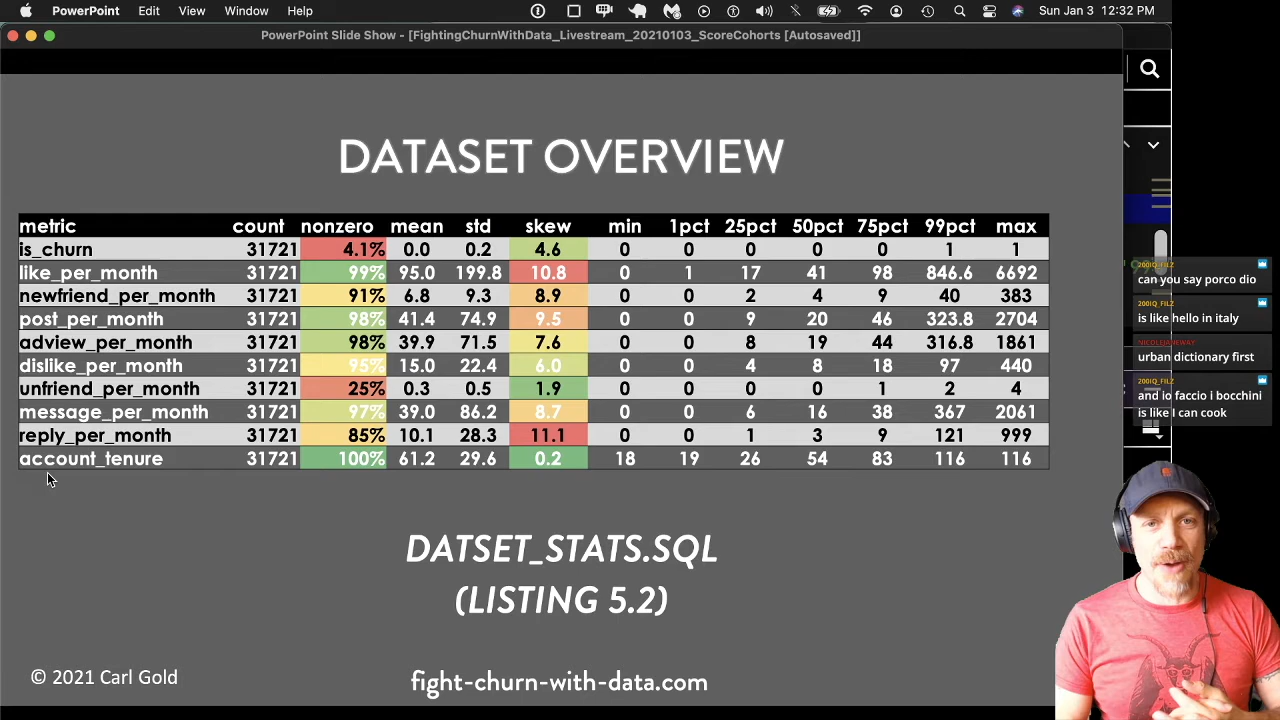 PowerPoint Edit View Window Help Sun Jan 3 12:32 PM
PowerPoint Slide Show - [FightingChurnWithData_Livestream_20210103_ScoreCohorts [Autosaved]]
DATASET OVERVIEW
metric count nonzero mean std skew min 1pct 25pct 50pct 75pct 99pct max
is_churn 31721 4.1% 0.0 0.2 4.6 0 0 0 0 0 1 1
like_per_month 31721 99% 95.0 199.8 10.8 0 1 17 41 98 846.6 6692
newfriend_per_month 31721 91% 6.8 9.3 8.9 0 0 2 4 9 40 383
post_per_month 31721 98% 41.4 74.9 9.5 0 0 9 20 46 323.8 2704
adview_per_month 31721 98% 39.9 71.5 7.6 0 0 8 19 44 316.8 1861
dislike_per_month 31721 95% 15.0 22.4 6.0 0 0 4 8 18 97 440
unfriend_per_month 31721 25% 0.3 0.5 1.9 0 0 0 0 1 2 4
message_per_month 31721 97% 39.0 86.2 8.7 0 0 6 16 38 367 2061
reply_per_month 31721 85% 10.1 28.3 11.1 0 0 1 3 9 121 999
account_tenure 31721 100% 61.2 29.6 0.2 18 19 26 54 83 116 116
DATSET_STATS.SQL
(LISTING 5.2)
© 2021 Carl Gold
fight-churn-with-data.com
200IQ_FILZ
can you say porco dio
200IQ_FILZ
is like hello in italy
urban dictionary first
200IQ_FILZ
and io faccio i bocchini
is like I can cook